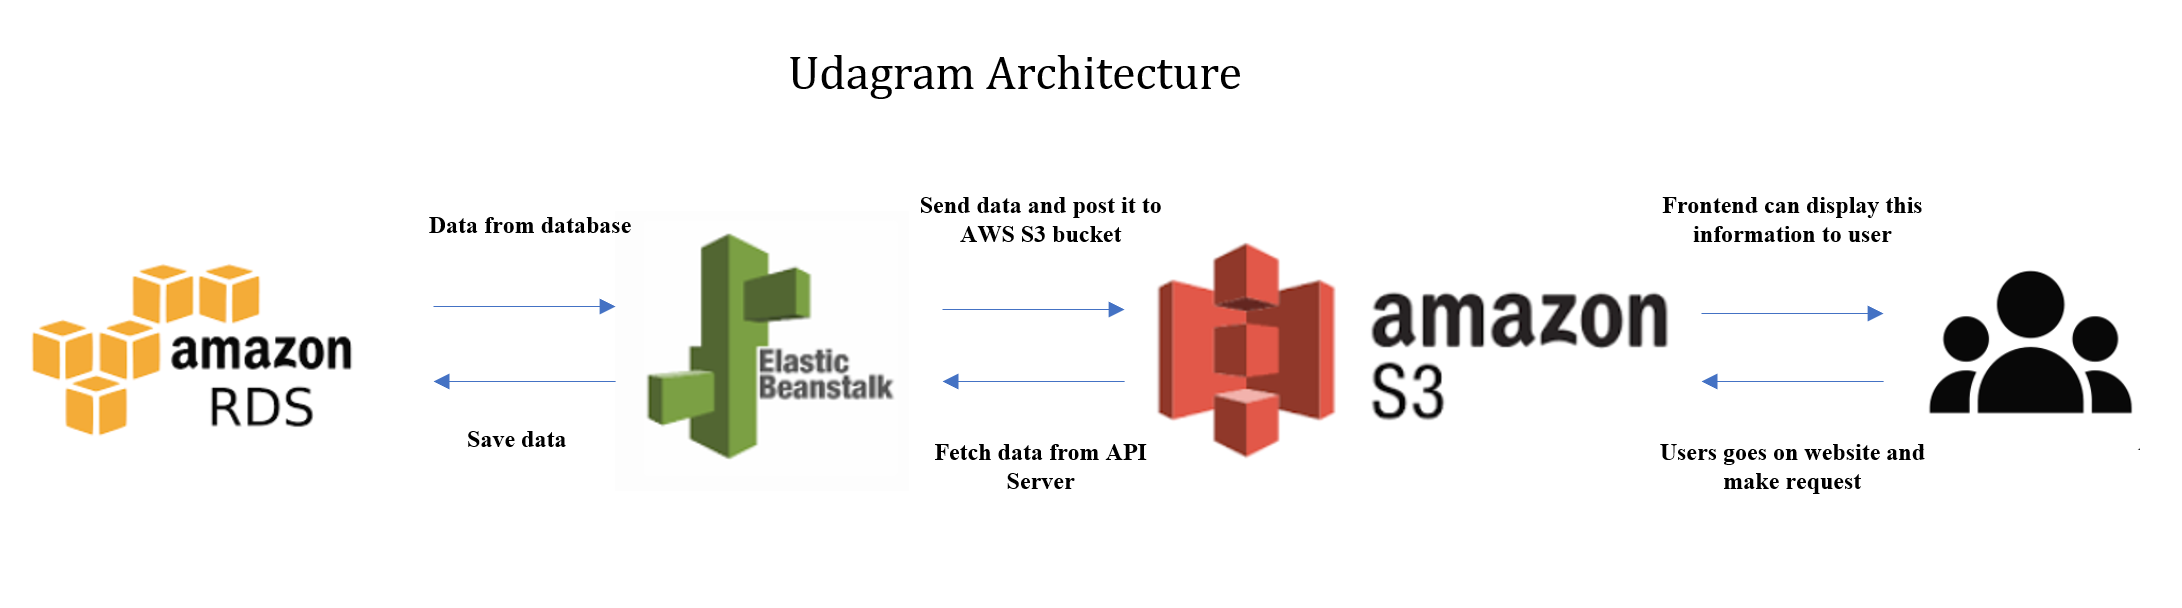 Udagram Architecture
Data from database
Send data and post it to
AWS S3 bucket
Frontend can display this
information to user
amazon
RDS
Elastic
Beanstalk
amazon
S3
Save data
Fetch data from API
Server
Users goes on website and
make request